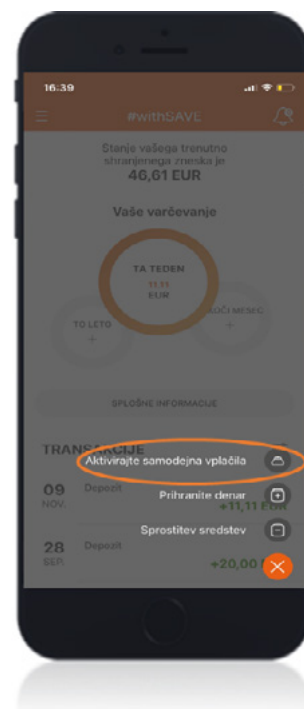 16:39
#withSAVE
Stanje vašega trenutno
shranjenega zneska je
46,61 EUR
Vaše varčevanje
TA TEDEN
11,11
EUR
TO LETO
+
MESEC
+
SPLOŠNE INFORMACIJE
TRANSAKCIJE
Aktivirajte samodejna vplačila
09
NOV.
Depozit
Prihranite denar
+11,11 EUR
Sprostitev sredstev
28
SEP.
Depozit
+20,00